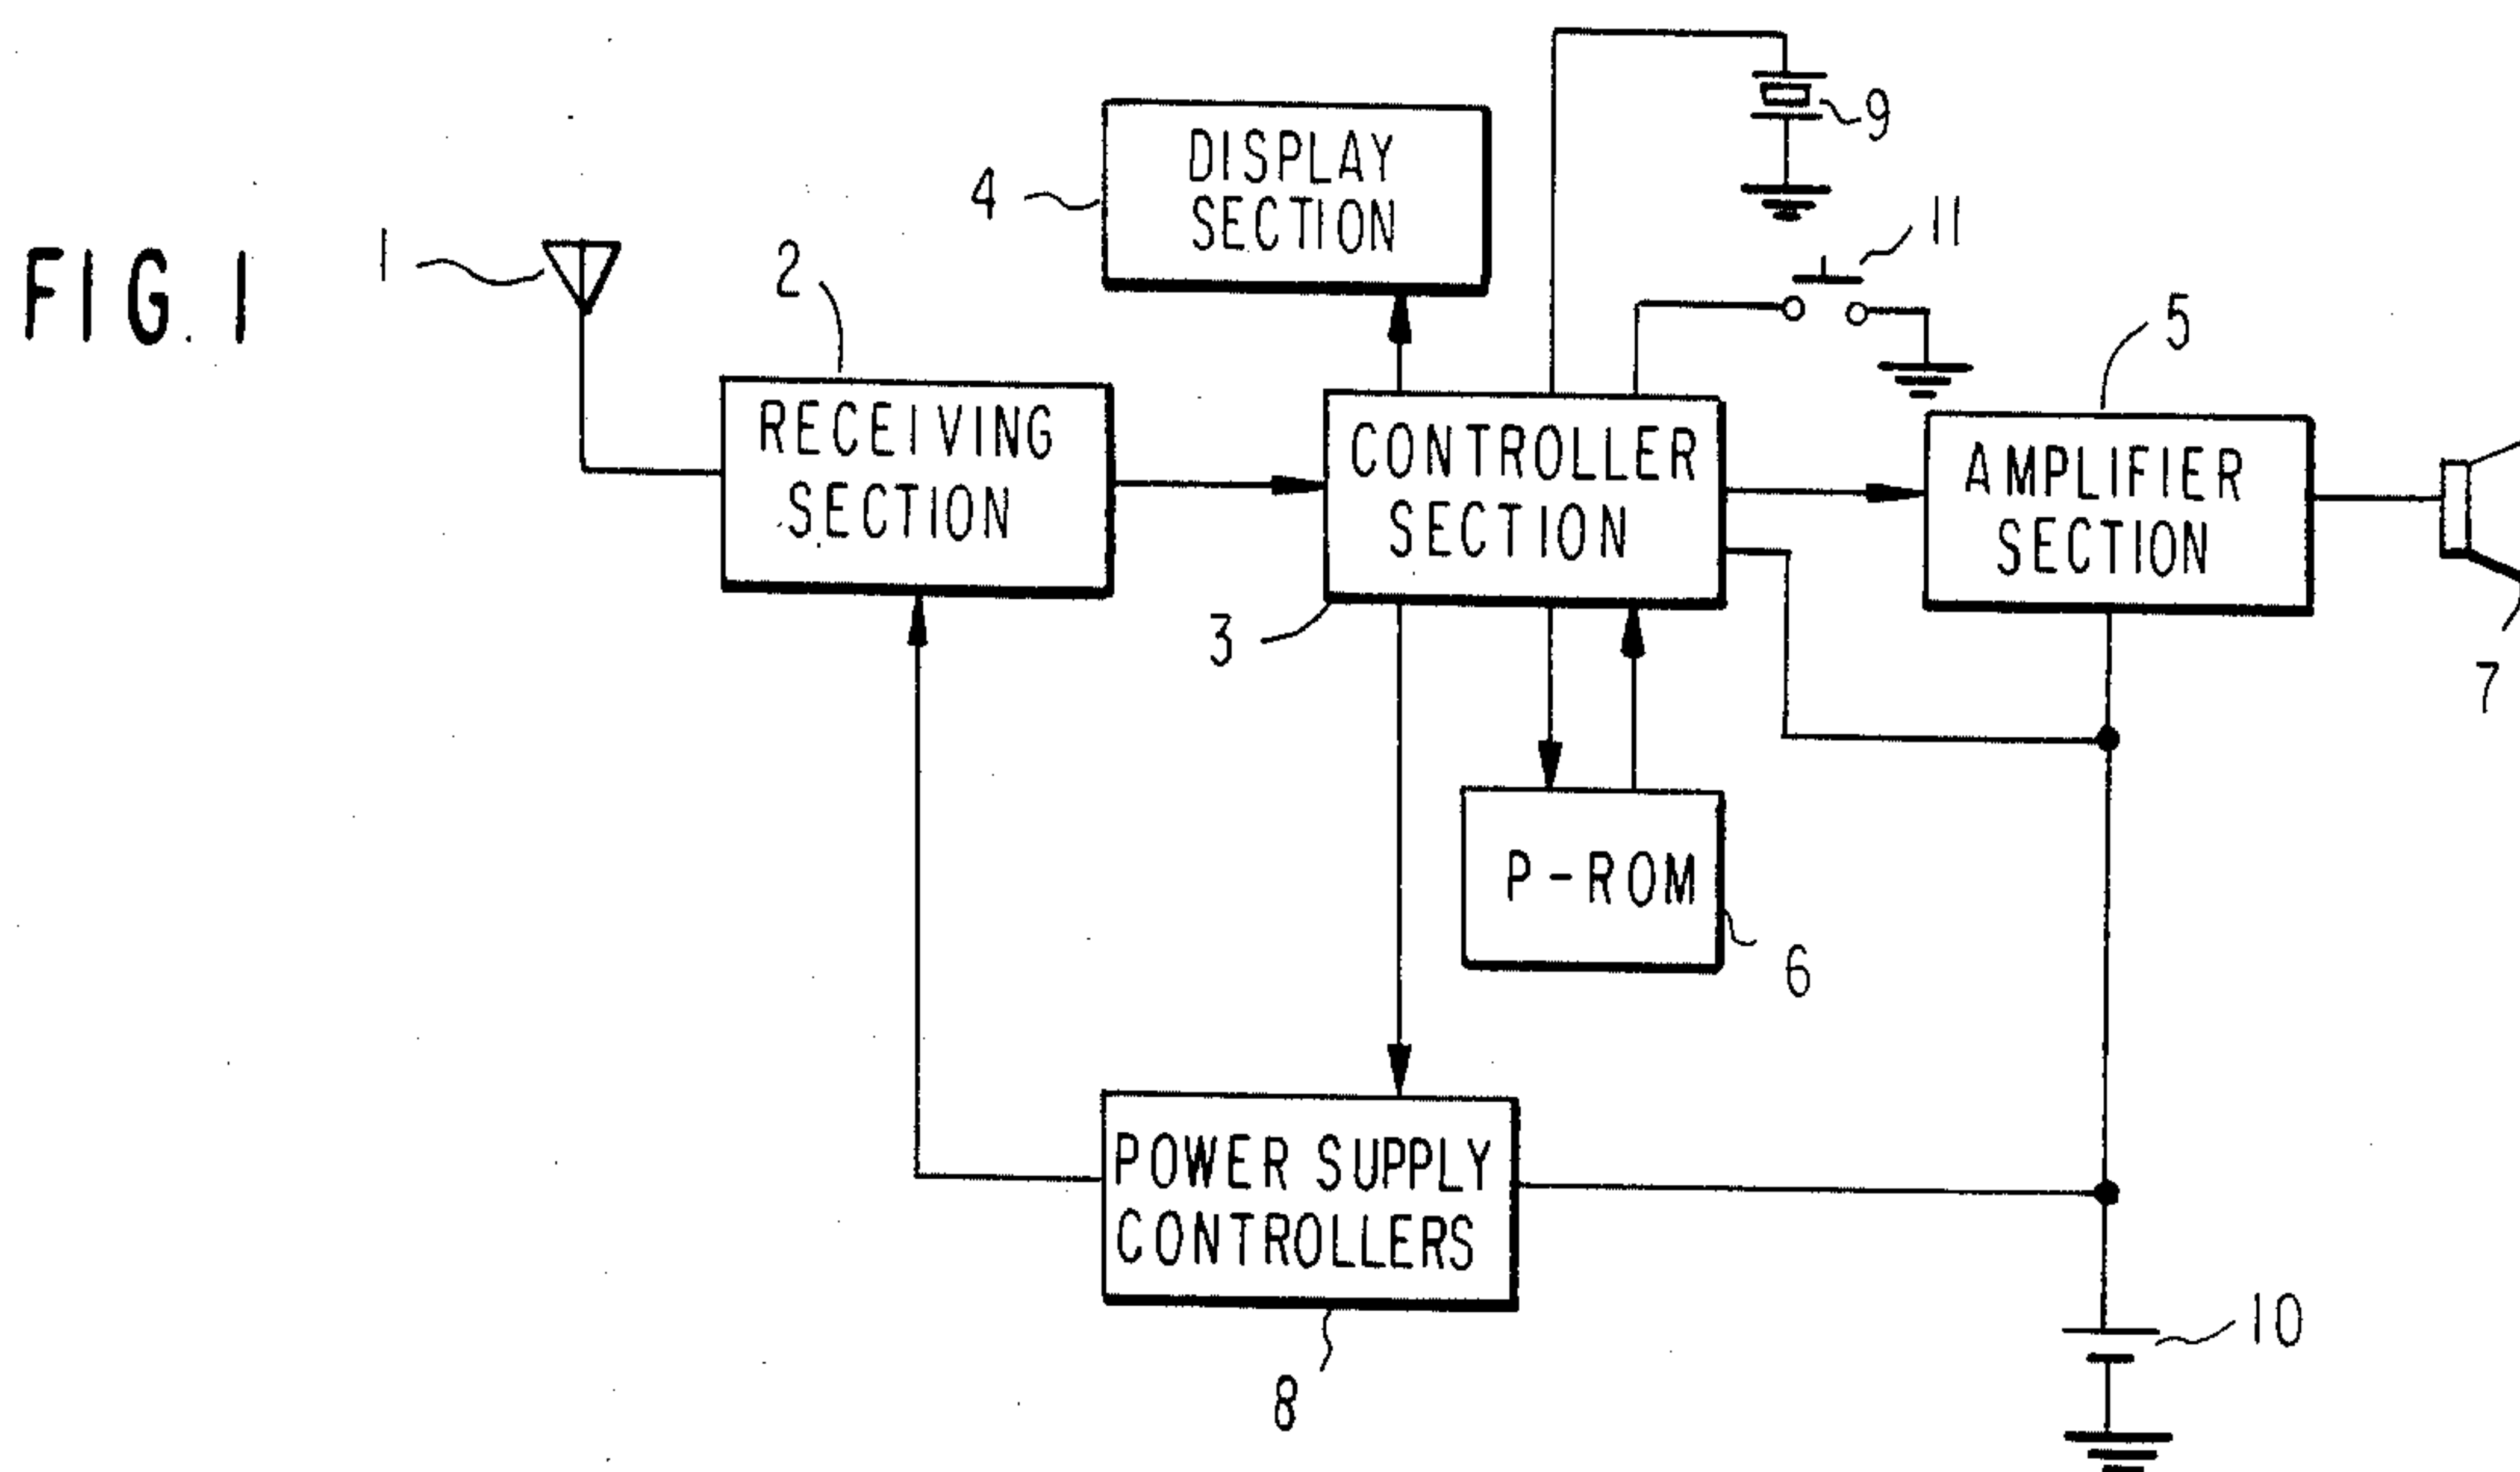 FIG. 1
1
2
4
DISPLAY
SECTION
9
11
5
RECEIVING
SECTION
CONTROLLER
SECTION
AMPLIFIER
SECTION
3
7
P-ROM
6
POWER SUPPLY
CONTROLLERS
8
10